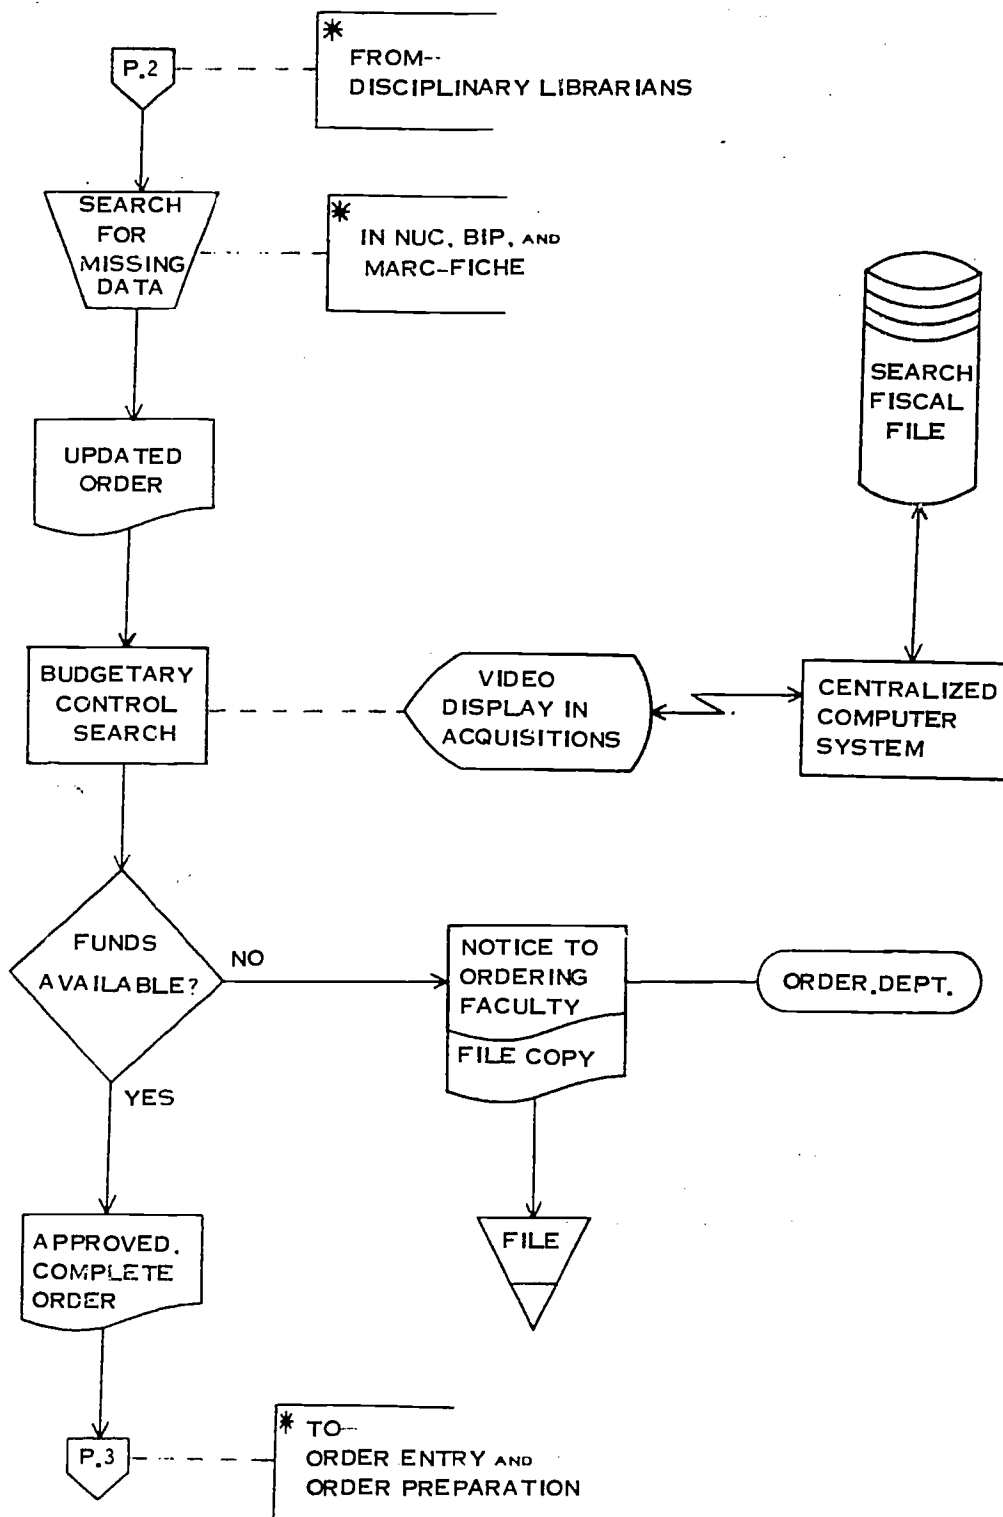 P.2
*
FROM--
DISCIPLINARY LIBRARIANS
SEARCH
FOR
MISSING
DATA
*
IN NUC, BIP, AND
MARC-FICHE
SEARCH
FISCAL
FILE
UPDATED
ORDER
BUDGETARY
CONTROL
SEARCH
VIDEO
DISPLAY IN
ACQUISITIONS
CENTRALIZED
COMPUTER
SYSTEM
FUNDS
AVAILABLE?
NO
NOTICE TO
ORDERING
FACULTY
FILE COPY
ORDER.DEPT.
YES
APPROVED.
COMPLETE
ORDER
FILE
P.3
* TO--
ORDER ENTRY AND
ORDER PREPARATION